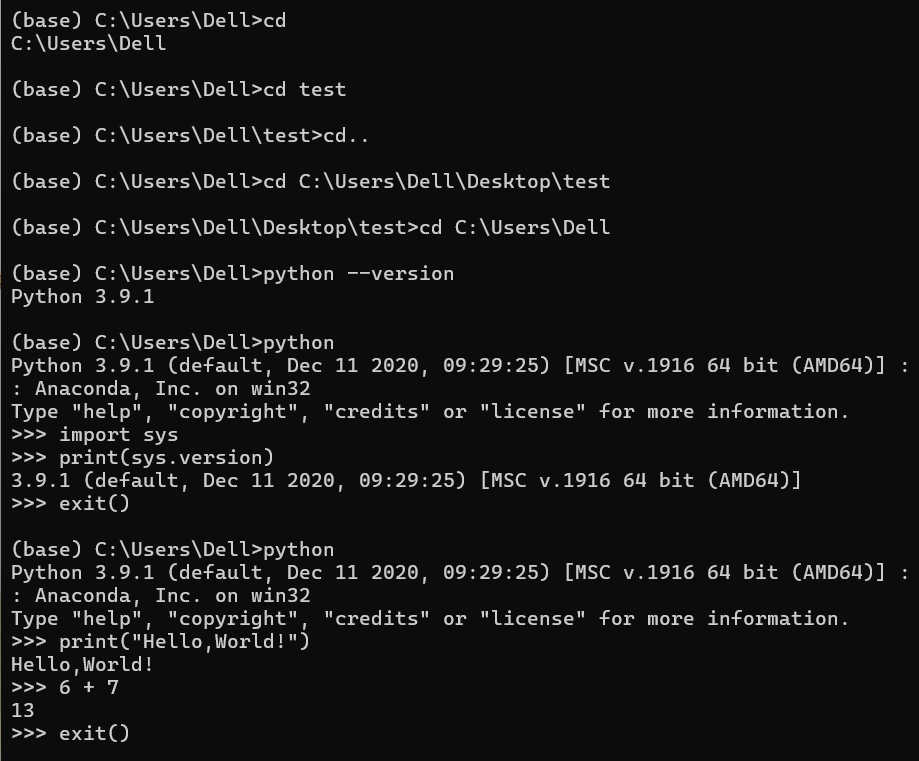 (base) C:\Users\Dell>cd
C:\Users\Dell
(base) C:\Users\Dell>cd test
(base) C:\Users\Dell\test>cd..
(base) C:\Users\Dell>cd C:\Users\Dell\Desktop\test
(base) C:\Users\Dell\Desktop\test>cd C:\Users\Dell
(base) C:\Users\Dell>python --version
Python 3.9.1
(base) C:\Users\Dell>python
Python 3.9.1 (default, Dec 11 2020, 09:29:25) [MSC v.1916 64 bit (AMD64)] :
: Anaconda, Inc. on win32
Type "help", "copyright", "credits" or "license" for more information.
>>> import sys
>>> print(sys.version)
3.9.1 (default, Dec 11 2020, 09:29:25) [MSC v.1916 64 bit (AMD64)]
>>> exit()
(base) C:\Users\Dell>python
Python 3.9.1 (default, Dec 11 2020, 09:29:25) [MSC v.1916 64 bit (AMD64)] :
: Anaconda, Inc. on win32
Type "help", "copyright", "credits" or "license" for more information.
>>> print("Hello,World!")
Hello,World!
>>> 6 + 7
13
>>> exit()